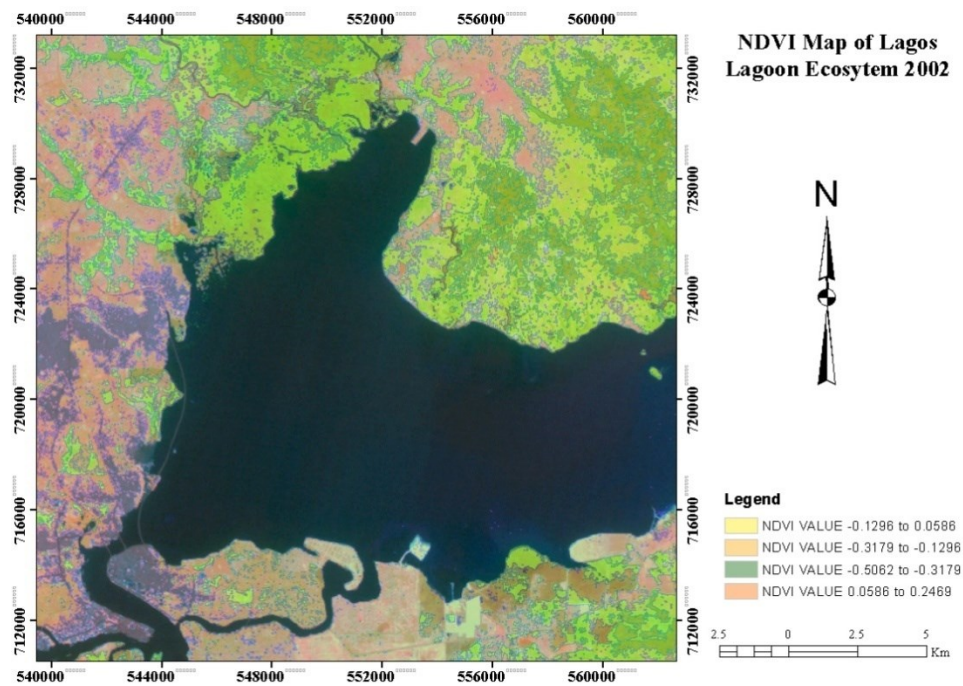 540000 544000 548000 552000 556000 560000
NDVI Map of Lagos
Lagoon Ecosytem 2002
732000
728000
724000
720000
716000
712000
732000
728000
724000
720000
716000
712000
N
Legend
NDVI VALUE -0.1296 to 0.0586
NDVI VALUE -0.3179 to -0.1296
NDVI VALUE -0.5062 to -0.3179
NDVI VALUE 0.0586 to 0.2469
2.5 0 2.5 5
Km
540000 544000 548000 552000 556000 560000